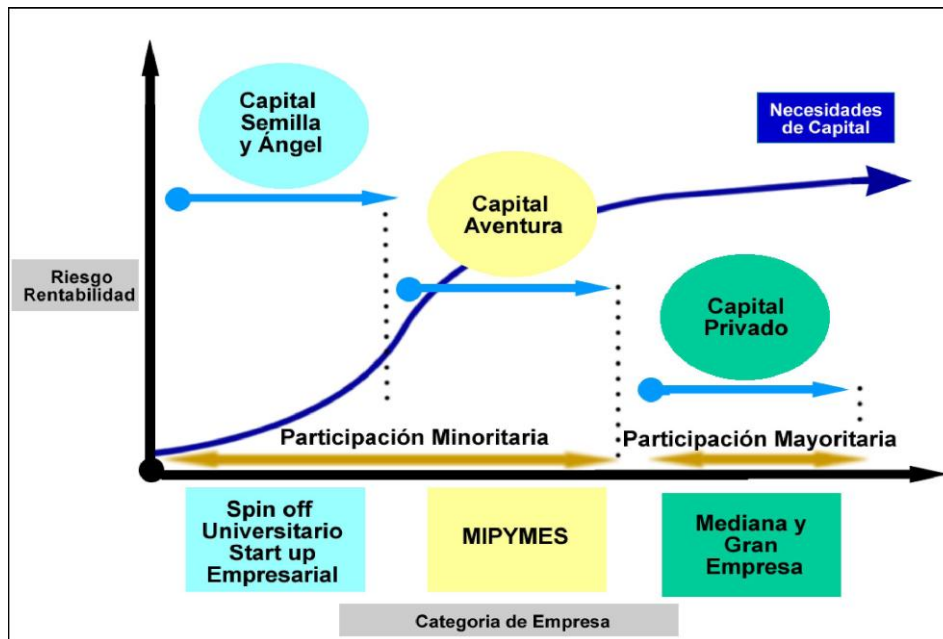 Capital
Semilla
y Ángel
Necesidades
de Capital
Capital
Aventura
Riesgo
Rentabilidad
Capital
Privado
Participación Minoritaria
Participación Mayoritaria
Spin off
Universitario
Start up
Empresarial
MIPYMES
Mediana y
Gran
Empresa
Categoria de Empresa